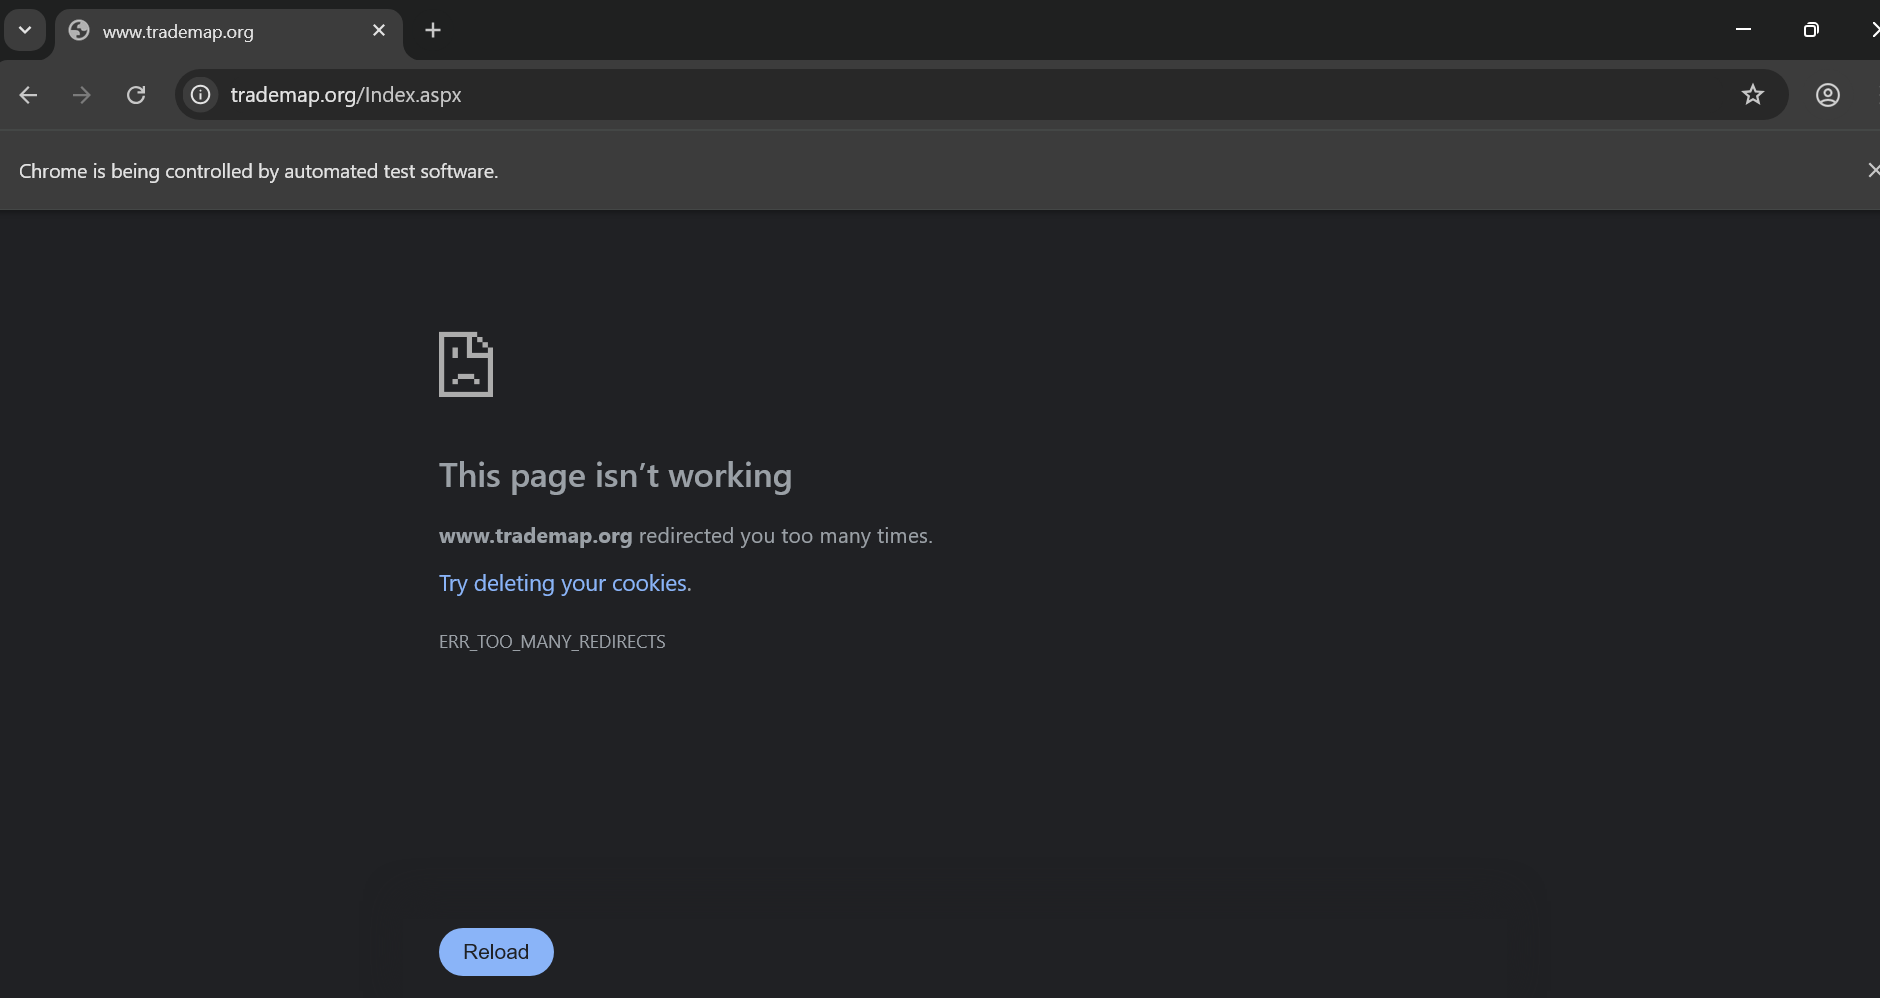 www.trademap.org
trademap.org/Index.aspx
Chrome is being controlled by automated test software.
This page isn’t working
www.trademap.org redirected you too many times.
Try deleting your cookies.
ERR_TOO_MANY_REDIRECTS
Reload